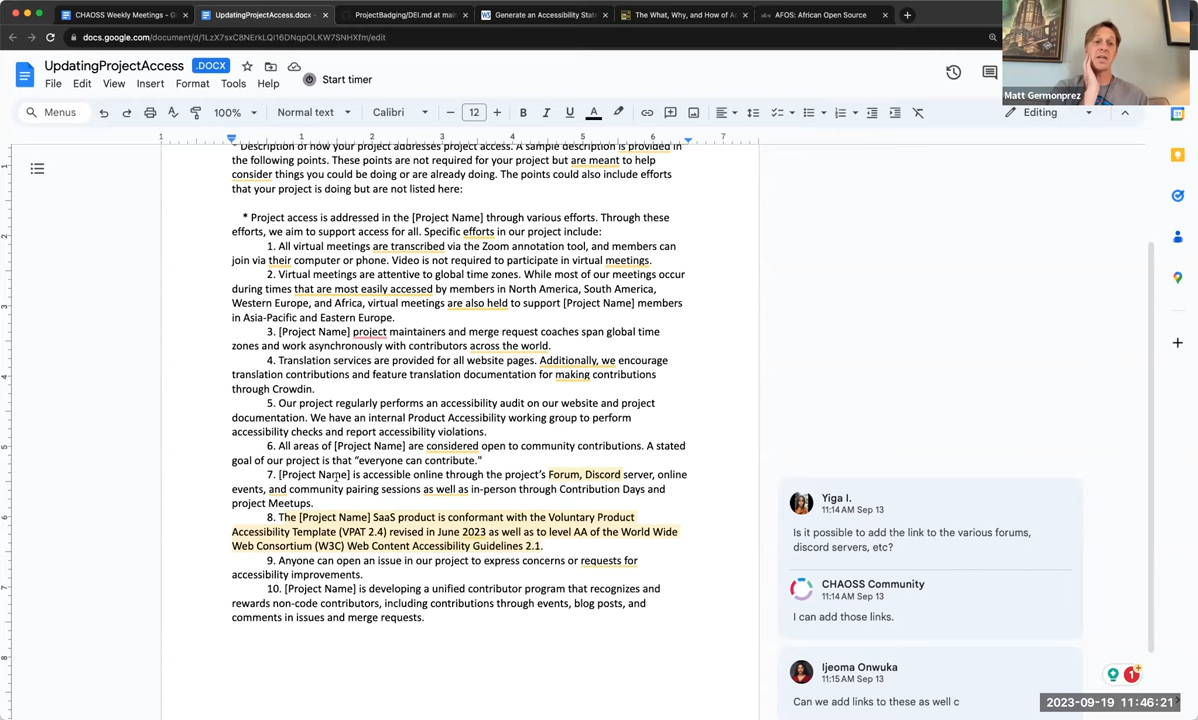 CHAOSS Weekly Meetings - G
UpdatingProjectAccess.docx
ProjectBadging/DEI.md at main
Generate an Accessibility State
The What, Why, and How of A
AFOS: African Open Source
docs.google.com/document/d/1LzX7sxC8NErkLQI16DNqpOLKW7SNHXfm/edit
UpdatingProjectAccess .DOCX
Start timer
File Edit View Insert Format Tools Help
Menus 100% Normal text Calibri 12 Editing
Matt Germonprez
1 1 2 3 4 5 6 7
* Description of how your project addresses project access. A sample description is provided in
the following points. These points are not required for your project but are meant to help
consider things you could be doing or are already doing. The points could also include efforts
that your project is doing but are not listed here:
* Project access is addressed in the [Project Name] through various efforts. Through these
efforts, we aim to support access for all. Specific efforts in our project include:
1. All virtual meetings are transcribed via the Zoom annotation tool, and members can
join via their computer or phone. Video is not required to participate in virtual meetings.
2. Virtual meetings are attentive to global time zones. While most of our meetings occur
during times that are most easily accessed by members in North America, South America,
Western Europe, and Africa, virtual meetings are also held to support [Project Name] members
in Asia-Pacific and Eastern Europe.
3. [Project Name] project maintainers and merge request coaches span global time
zones and work asynchronously with contributors across the world.
4. Translation services are provided for all website pages. Additionally, we encourage
translation contributions and feature translation documentation for making contributions
through Crowdin.
5. Our project regularly performs an accessibility audit on our website and project
documentation. We have an internal Product Accessibility working group to perform
accessibility checks and report accessibility violations.
6. All areas of [Project Name] are considered open to community contributions. A stated
goal of our project is that “everyone can contribute."
7. [Project Name] is accessible online through the project’s Forum, Discord server, online
events, and community pairing sessions as well as in-person through Contribution Days and
project Meetups.
8. The [Project Name] SaaS product is conformant with the Voluntary Product
Accessibility Template (VPAT 2.4) revised in June 2023 as well as to level AA of the World Wide
Web Consortium (W3C) Web Content Accessibility Guidelines 2.1.
9. Anyone can open an issue in our project to express concerns or requests for
accessibility improvements.
10. [Project Name] is developing a unified contributor program that recognizes and
rewards non-code contributors, including contributions through events, blog posts, and
comments in issues and merge requests.
Yiga I.
11:14 AM Sep 13
Is it possible to add the link to the various forums,
discord servers, etc?
CHAOSS Community
11:14 AM Sep 13
I can add those links.
Ijeoma Onwuka
11:15 AM Sep 13
Can we add links to these as well c
1
2023-09-19 11:46:21